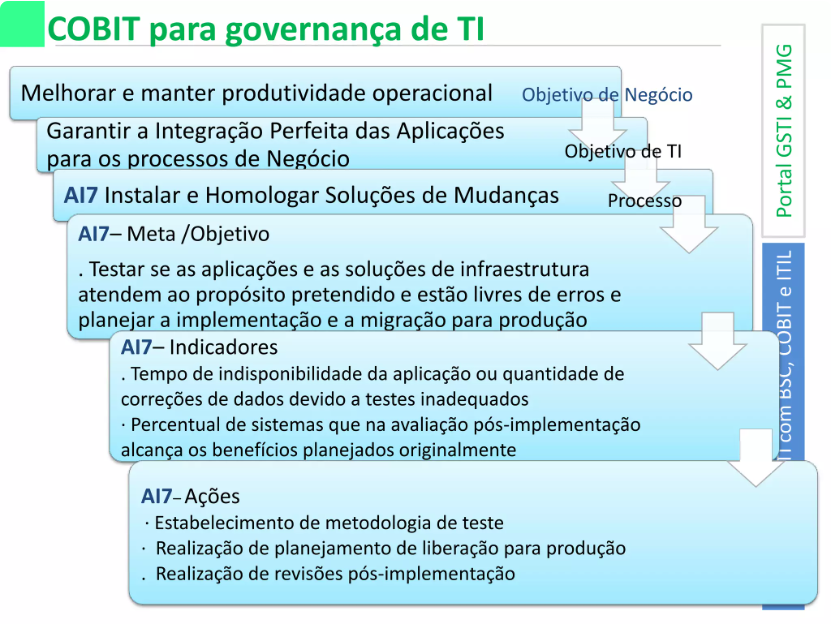 COBIT para governança de TI
Melhorar e manter produtividade operacional
Objetivo de Negócio
Garantir a Integração Perfeita das Aplicações
para os processos de Negócio
Objetivo de TI
AI7 Instalar e Homologar Soluções de Mudanças
Processo
AI7– Meta /Objetivo
. Testar se as aplicações e as soluções de infraestrutura
atendem ao propósito pretendido e estão livres de erros e
planejar a implementação e a migração para produção
AI7– Indicadores
. Tempo de indisponibilidade da aplicação ou quantidade de
correções de dados devido a testes inadequados
· Percentual de sistemas que na avaliação pós-implementação
alcança os benefícios planejados originalmente
AI7– Ações
· Estabelecimento de metodologia de teste
· Realização de planejamento de liberação para produção
. Realização de revisões pós-implementação
Portal GSTI & PMG
com BSC, COBIT e ITIL